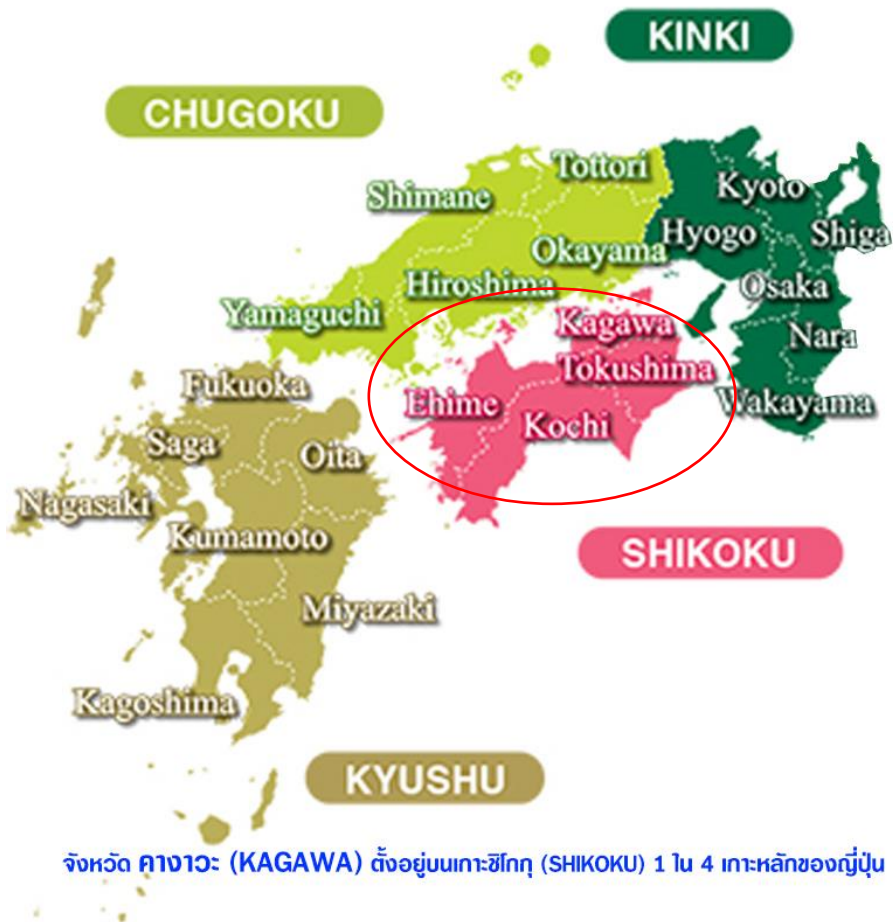 KINKI
CHUGOKU
Tottori
Kyoto
Shimane
Hyogo
Shiga
Okayama
Hiroshima
Osaka
Yamaguchi
Kagawa
Nara
Tokushima
Fukuoka
Ehime
Wakayama
Kochi
Saga
Oita
Nagasaki
Kumamoto
SHIKOKU
Miyazaki
Kagoshima
KYUSHU
จังหวัด คางาวะ (KAGAWA) ตั้งอยู่บนเกาะชิโกกุ (SHIKOKU) 1 ใน 4 เกาะหลักของญี่ปุ่น